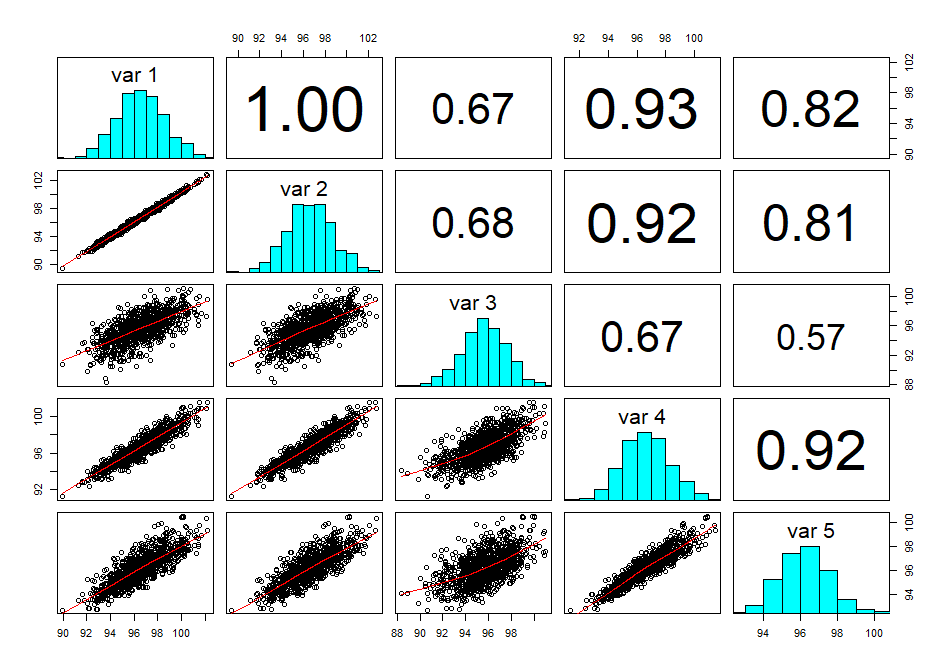 90 92 94 96 98 102
92 94 96 98 100
var 1
1.00
0.67
0.93
0.82
90 94 98 102
90 94 98 102
var 2
0.68
0.92
0.81
var 3
0.67
0.57
88 92 96 100
92 96 100
var 4
0.92
var 5
94 96 98 100
90 92 94 96 98 100
88 90 92 94 96 98
94 96 98 100